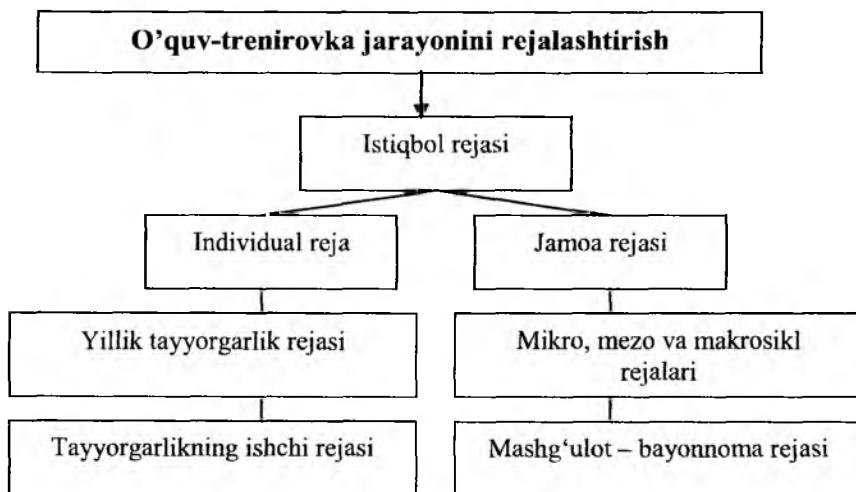 O’quv-trenirovka jarayonini rejalashtirish
Istiqbol rejasi
Individual reja
Jamoa rejasi
Yillik tayyorgarlik rejasi
Mikro, mezo va makrosikl
rejalari
Tayyorgarlikning ishchi rejasi
Mashg‘ulot – bayonnoma rejasi